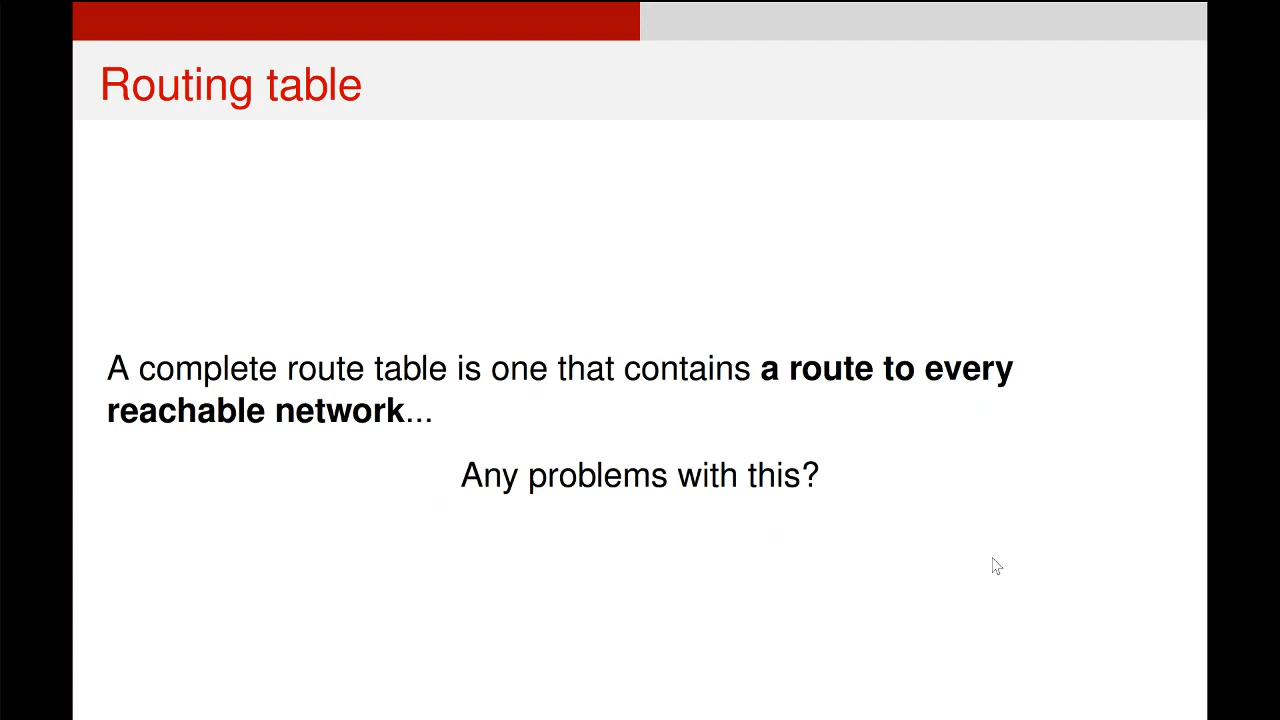 Routing table
A complete route table is one that contains a route to every
reachable network...
Any problems with this?